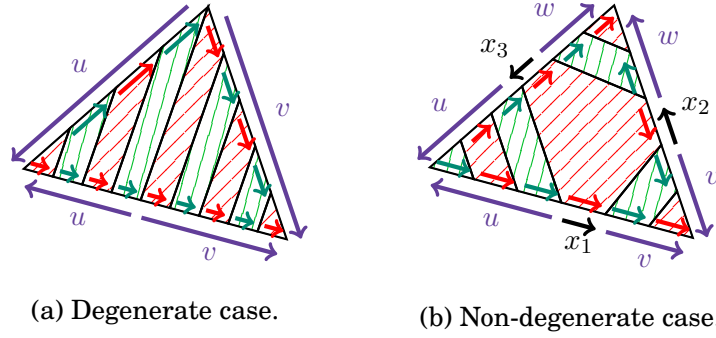 u
v
u
v
(a) Degenerate case.
w
x3
w
u
x2
v
u
x1
v
(b) Non-degenerate case